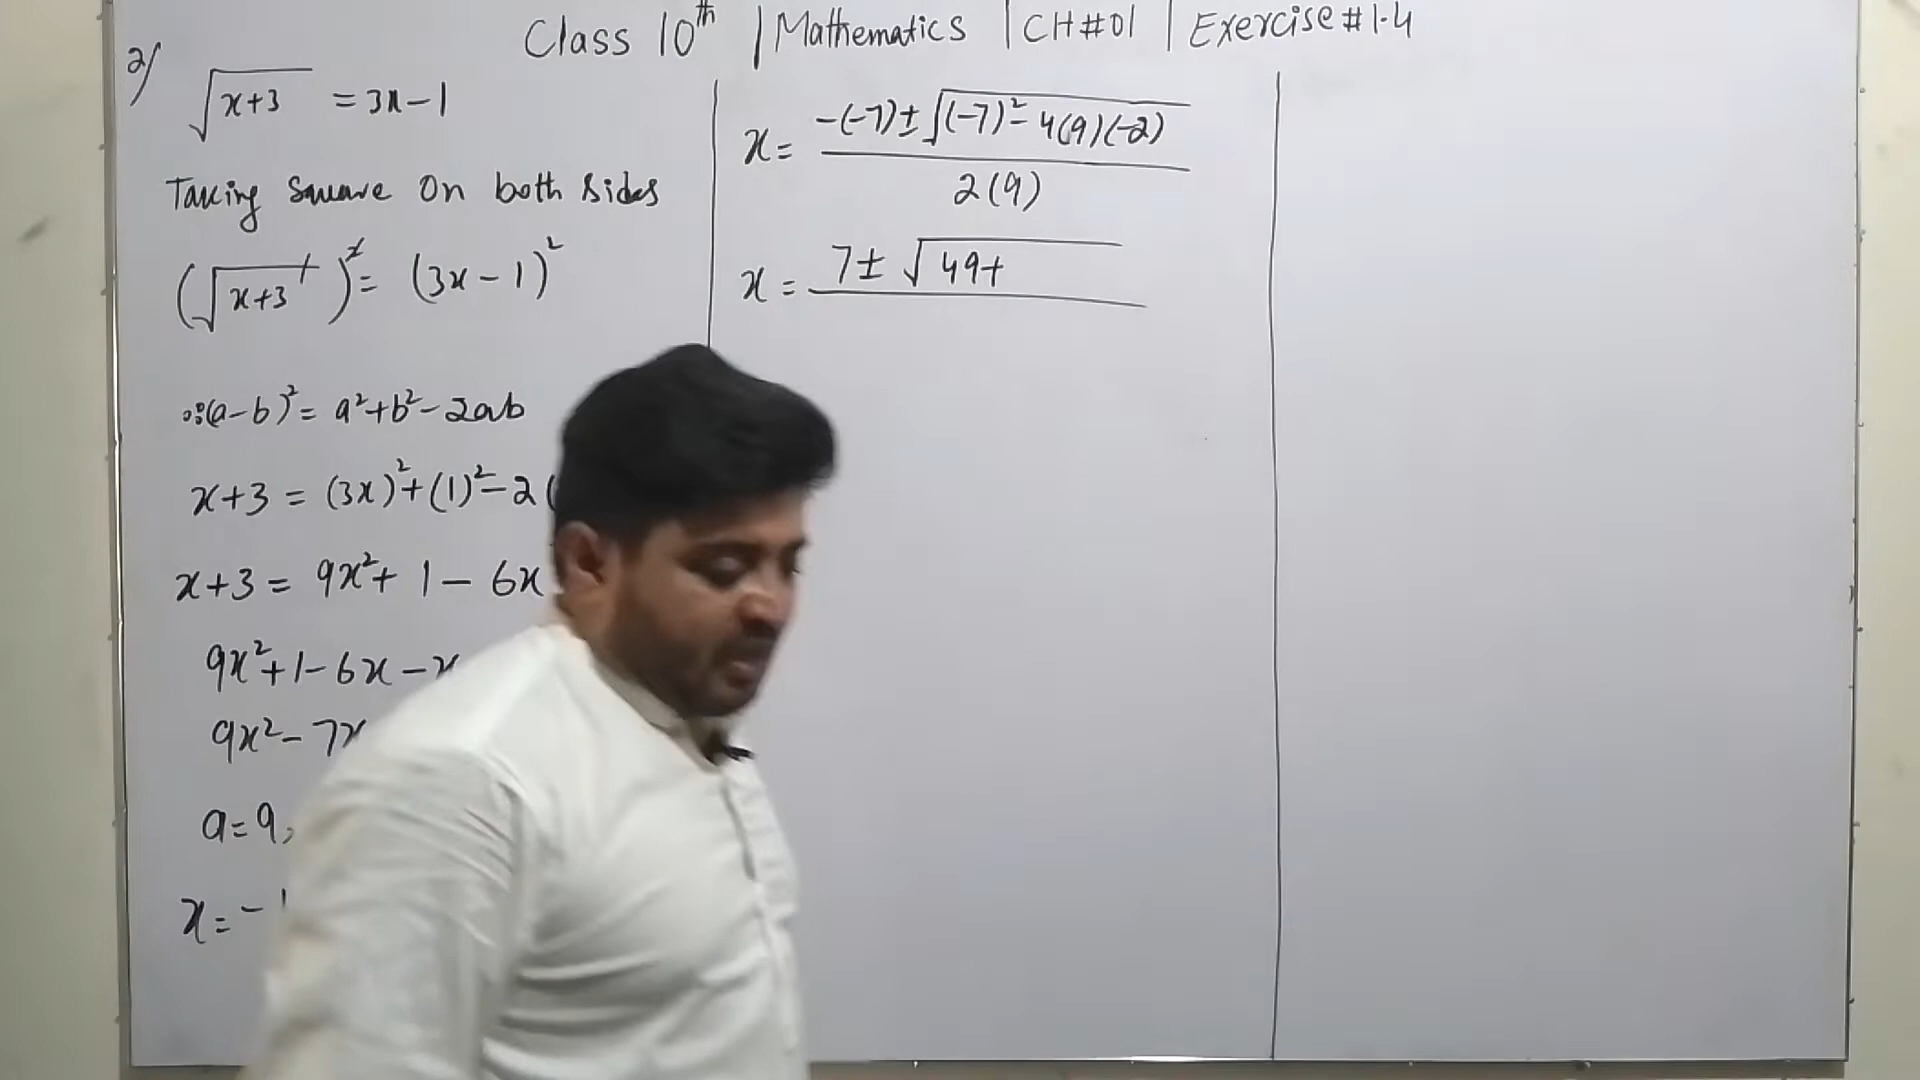 Class 10th | Mathematics | CH#01 | Exercise#1.4
2/
√(x+3) = 3x-1
Taking Square On both sides
(√(x+3))² = (3x-1)²
∵(a-b)² = a²+b²-2ab
x+3 = (3x)²+(1)²-2(
x+3 = 9x²+1-6x
9x²+1-6x-x
9x²-7x
a=9,
x=-
x= -(-7)±√((-7)²-4(9)(-2))
2(9)
x= 7±√49+